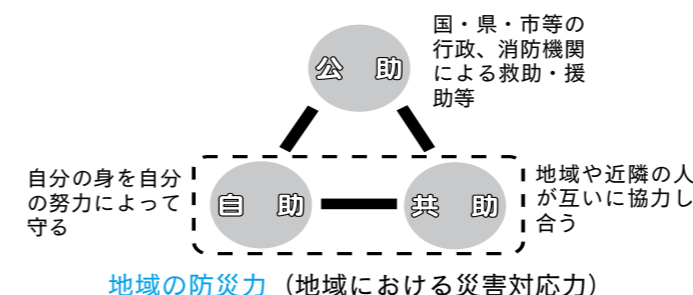 国・県・市等の
行政、消防機関
による救助・援
助等
公 助
自分の身を自分
の努力によって
守る
自 助
共 助
地域や近隣の人
が互いに協力し
合う
地域の防災力（地域における災害対応力）